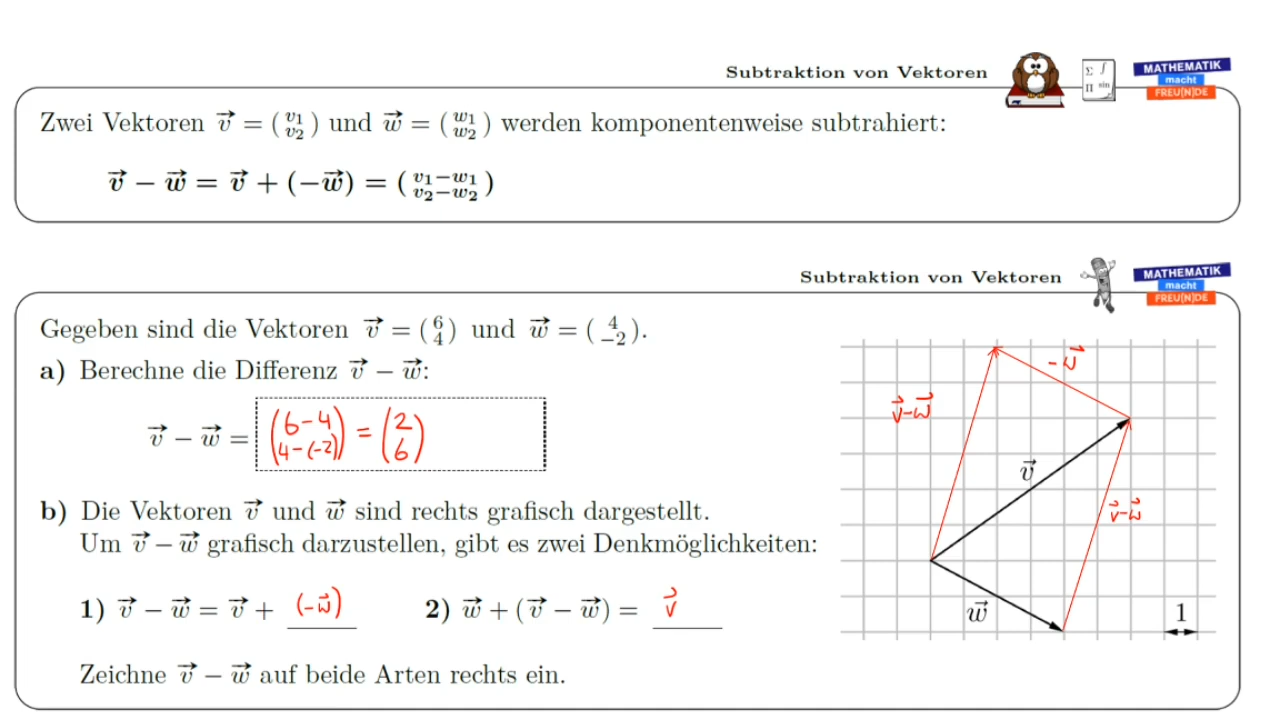 Subtraktion von Vektoren
Σ ∫
Π sin
MATHEMATIK
macht
FREU(N)DE
Zwei Vektoren v⃗ = (v₁ v₂) und w⃗ = (w₁ w₂) werden komponentenweise subtrahiert:
v⃗ − w⃗ = v⃗ + (−w⃗) = (v₁−w₁ v₂−w₂)
Subtraktion von Vektoren
MATHEMATIK
macht
FREU(N)DE
Gegeben sind die Vektoren v⃗ = (6 4) und w⃗ = (4 −2).
a) Berechne die Differenz v⃗ − w⃗:
v⃗ − w⃗ = (6−4 4−(−2)) = (2 6)
b) Die Vektoren v⃗ und w⃗ sind rechts grafisch dargestellt.
Um v⃗ − w⃗ grafisch darzustellen, gibt es zwei Denkmöglichkeiten:
1) v⃗ − w⃗ = v⃗ + (−w⃗)
2) w⃗ + (v⃗ − w⃗) = v⃗
Zeichne v⃗ − w⃗ auf beide Arten rechts ein.
−w⃗
v⃗−w⃗
v⃗
v⃗−w⃗
w⃗
1